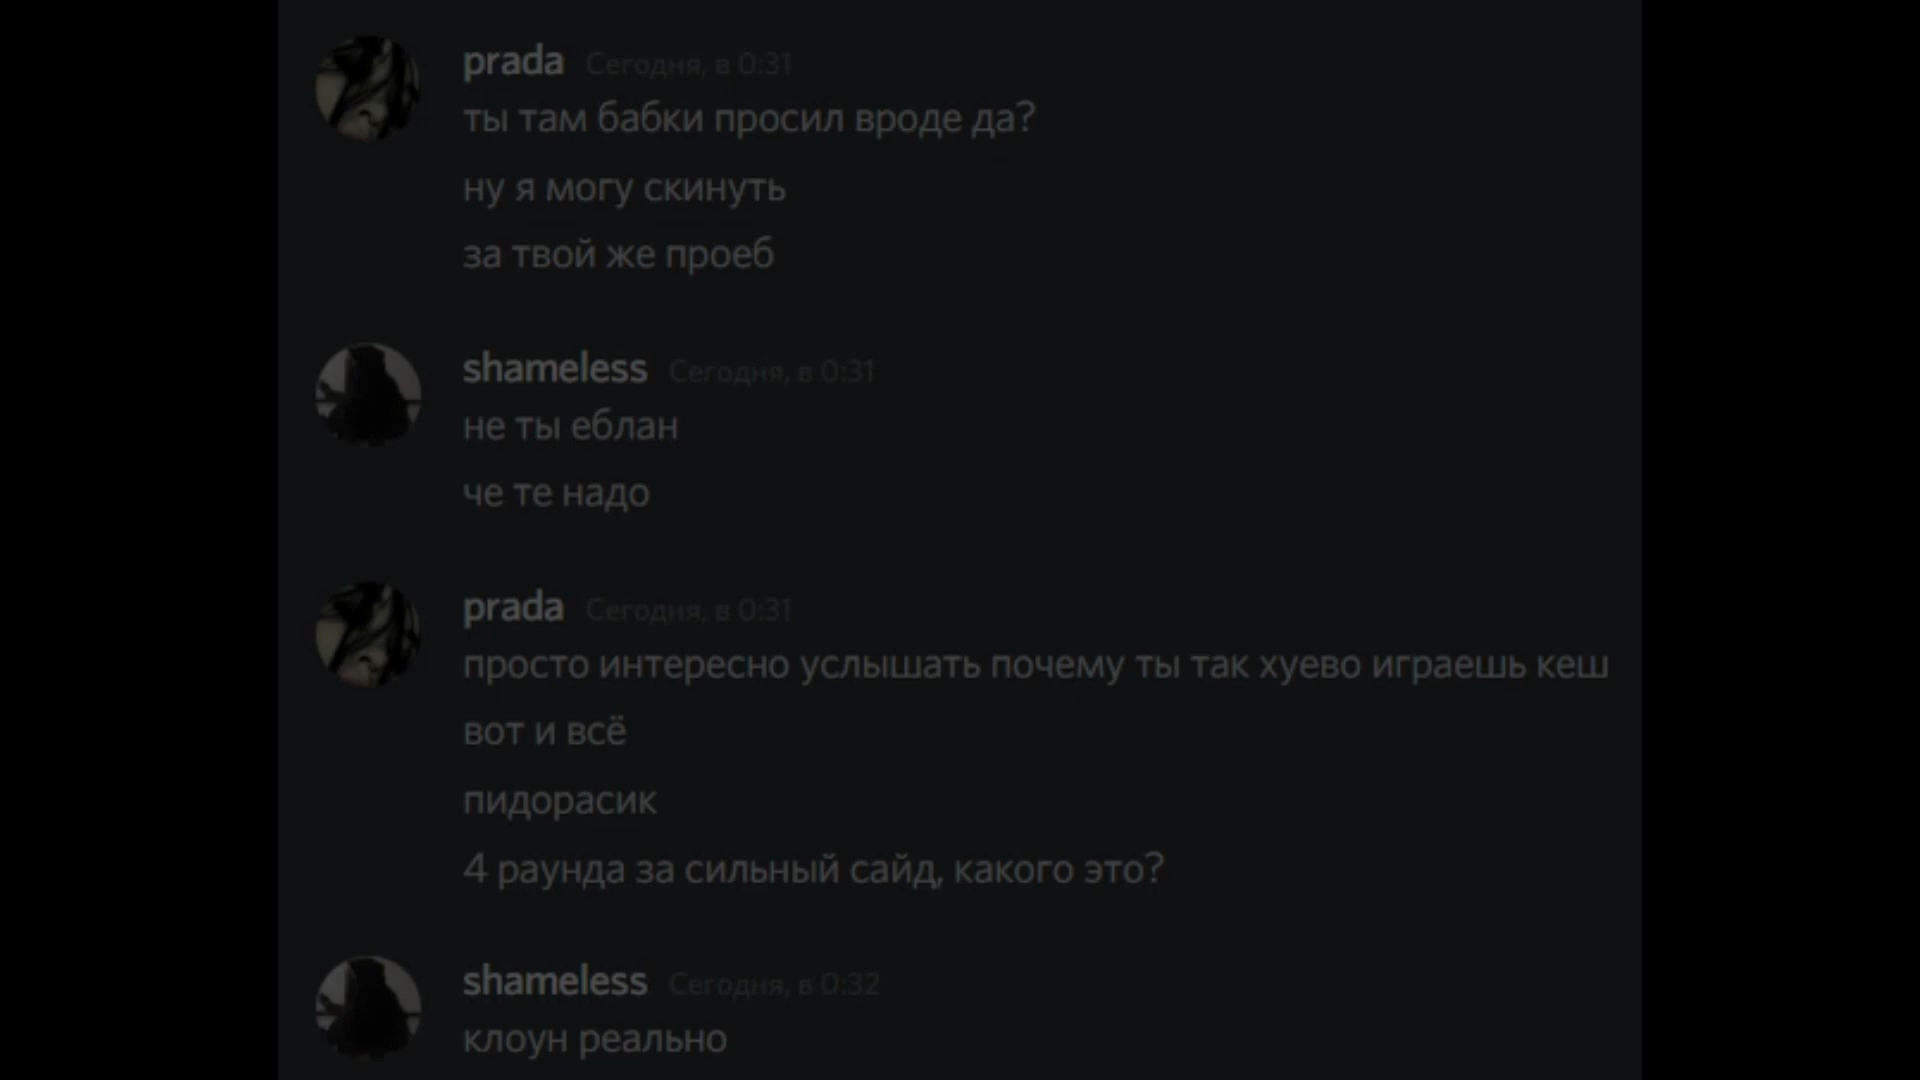 prada Сегодня, в 0:31
ты там бабки просил вроде да?
ну я могу скинуть
за твой же проеб
shameless Сегодня, в 0:31
не ты еблан
че те надо
prada Сегодня, в 0:31
просто интересно услышать почему ты так хуево играешь кеш
вот и всё
пидорасик
4 раунда за сильный сайд, какого это?
shameless Сегодня, в 0:32
клоун реально